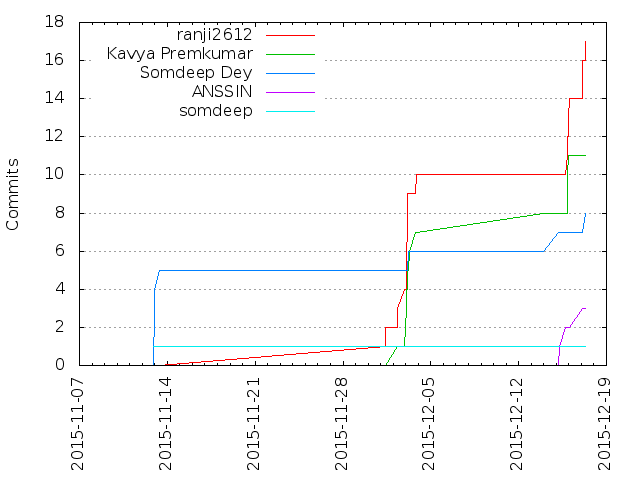 18
16
14
12
10
8
6
4
2
0
Commits
ranji2612
Kavya Premkumar
Somdeep Dey
ANSSIN
somdeep
2015-11-07
2015-11-14
2015-11-21
2015-11-28
2015-12-05
2015-12-12
2015-12-19